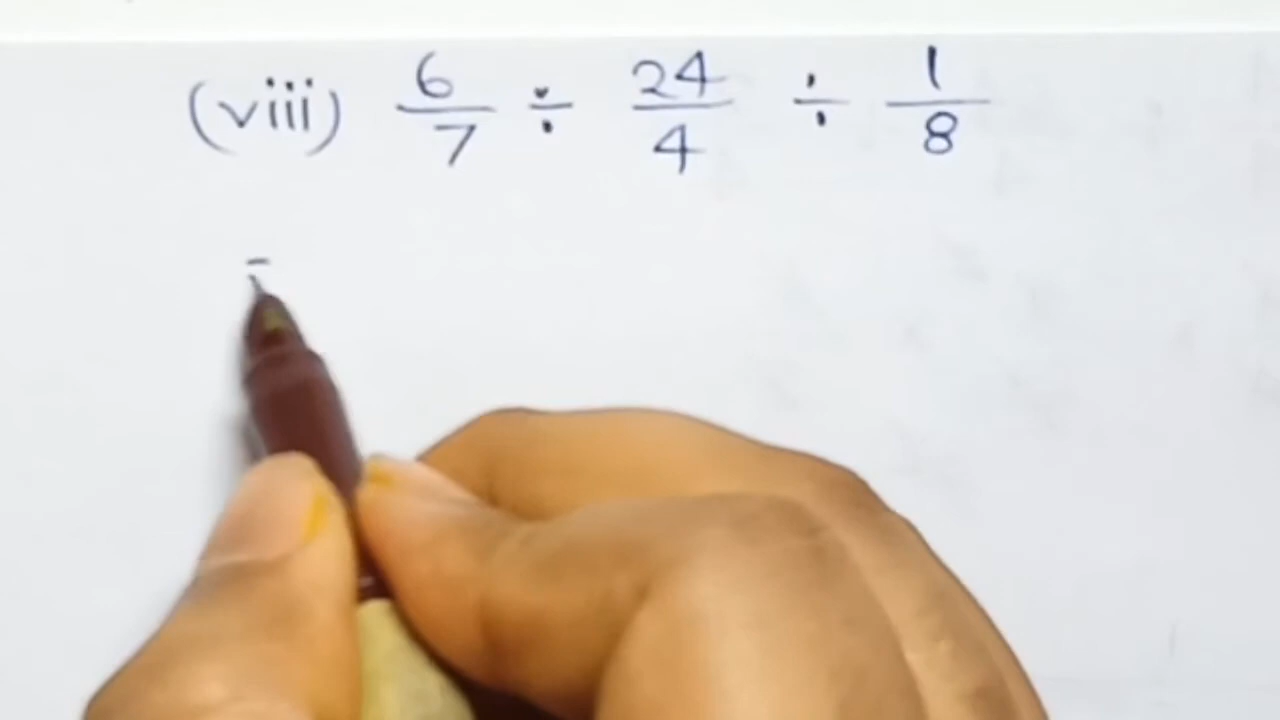 (viii) 6/7 ÷ 24/4 ÷ 1/8
=